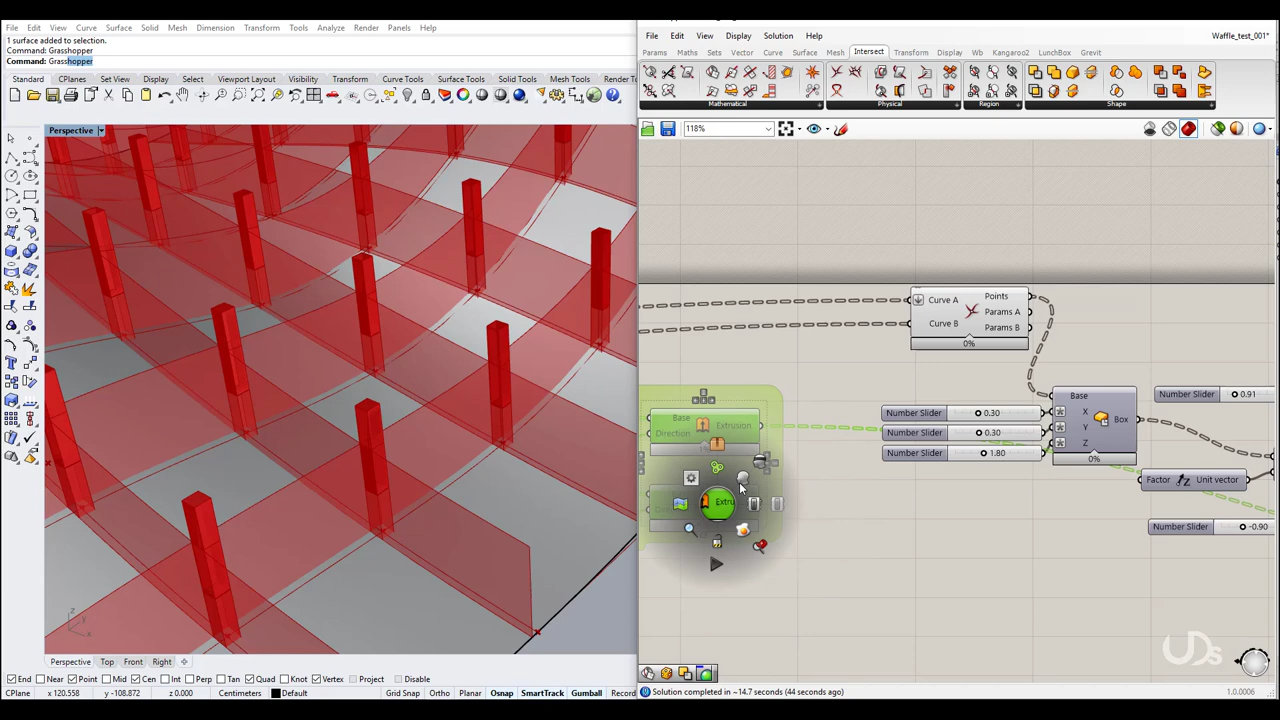 File Edit View Curve Surface Solid Mesh Dimension Transform Tools Analyze Render Panels Help
1 surface added to selection.
Command: Grasshopper
Command: Grasshopper
Standard CPlanes Set View Display Select Viewport Layout Visibility Transform Curve Tools Surface Tools Solid Tools Mesh Tools Render To
Perspective
z
y
x
Perspective Top Front Right
End Near Point Mid Cen Int Perp Tan Quad Knot Vertex Project Disable
CPlane x 120.558 y -108.872 z 0.000 Centimeters Default Grid Snap Ortho Planar Osnap SmartTrack Gumball Record
File Edit View Display Solution Help Waffle_test_001*
Params Maths Sets Vector Curve Surface Mesh Intersect Transform Display Wb Kangaroo2 LunchBox Grevit
Mathematical Physical Region Shape
118%
Curve A Points
Params A
Curve B Params B
0%
Base
Number Slider 0.91
Number Slider 0.30 X
Box
Number Slider 0.30 Y
Number Slider 1.80 Z
0%
Base Extrusion
Direction
Extru
Factor Unit vector
Number Slider -0.90
UDs
Solution completed in ~14.7 seconds (44 seconds ago) 1.0.0006